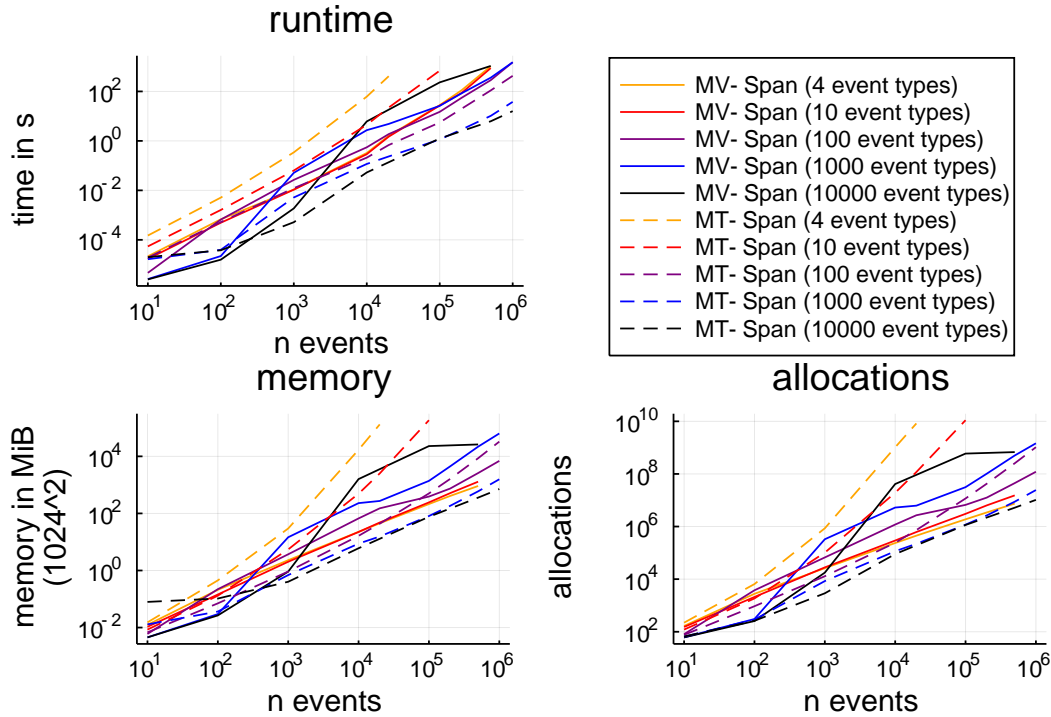 runtime
time in s
10^2
10^0
10^-2
10^-4
10^1 10^2 10^3 10^4 10^5 10^6
n events
MV- Span (4 event types)
MV- Span (10 event types)
MV- Span (100 event types)
MV- Span (1000 event types)
MV- Span (10000 event types)
MT- Span (4 event types)
MT- Span (10 event types)
MT- Span (100 event types)
MT- Span (1000 event types)
MT- Span (10000 event types)
memory
memory in MiB
(1024^2)
10^4
10^2
10^0
10^-2
10^1 10^2 10^3 10^4 10^5 10^6
n events
allocations
allocations
10^10
10^8
10^6
10^4
10^2
10^1 10^2 10^3 10^4 10^5 10^6
n events